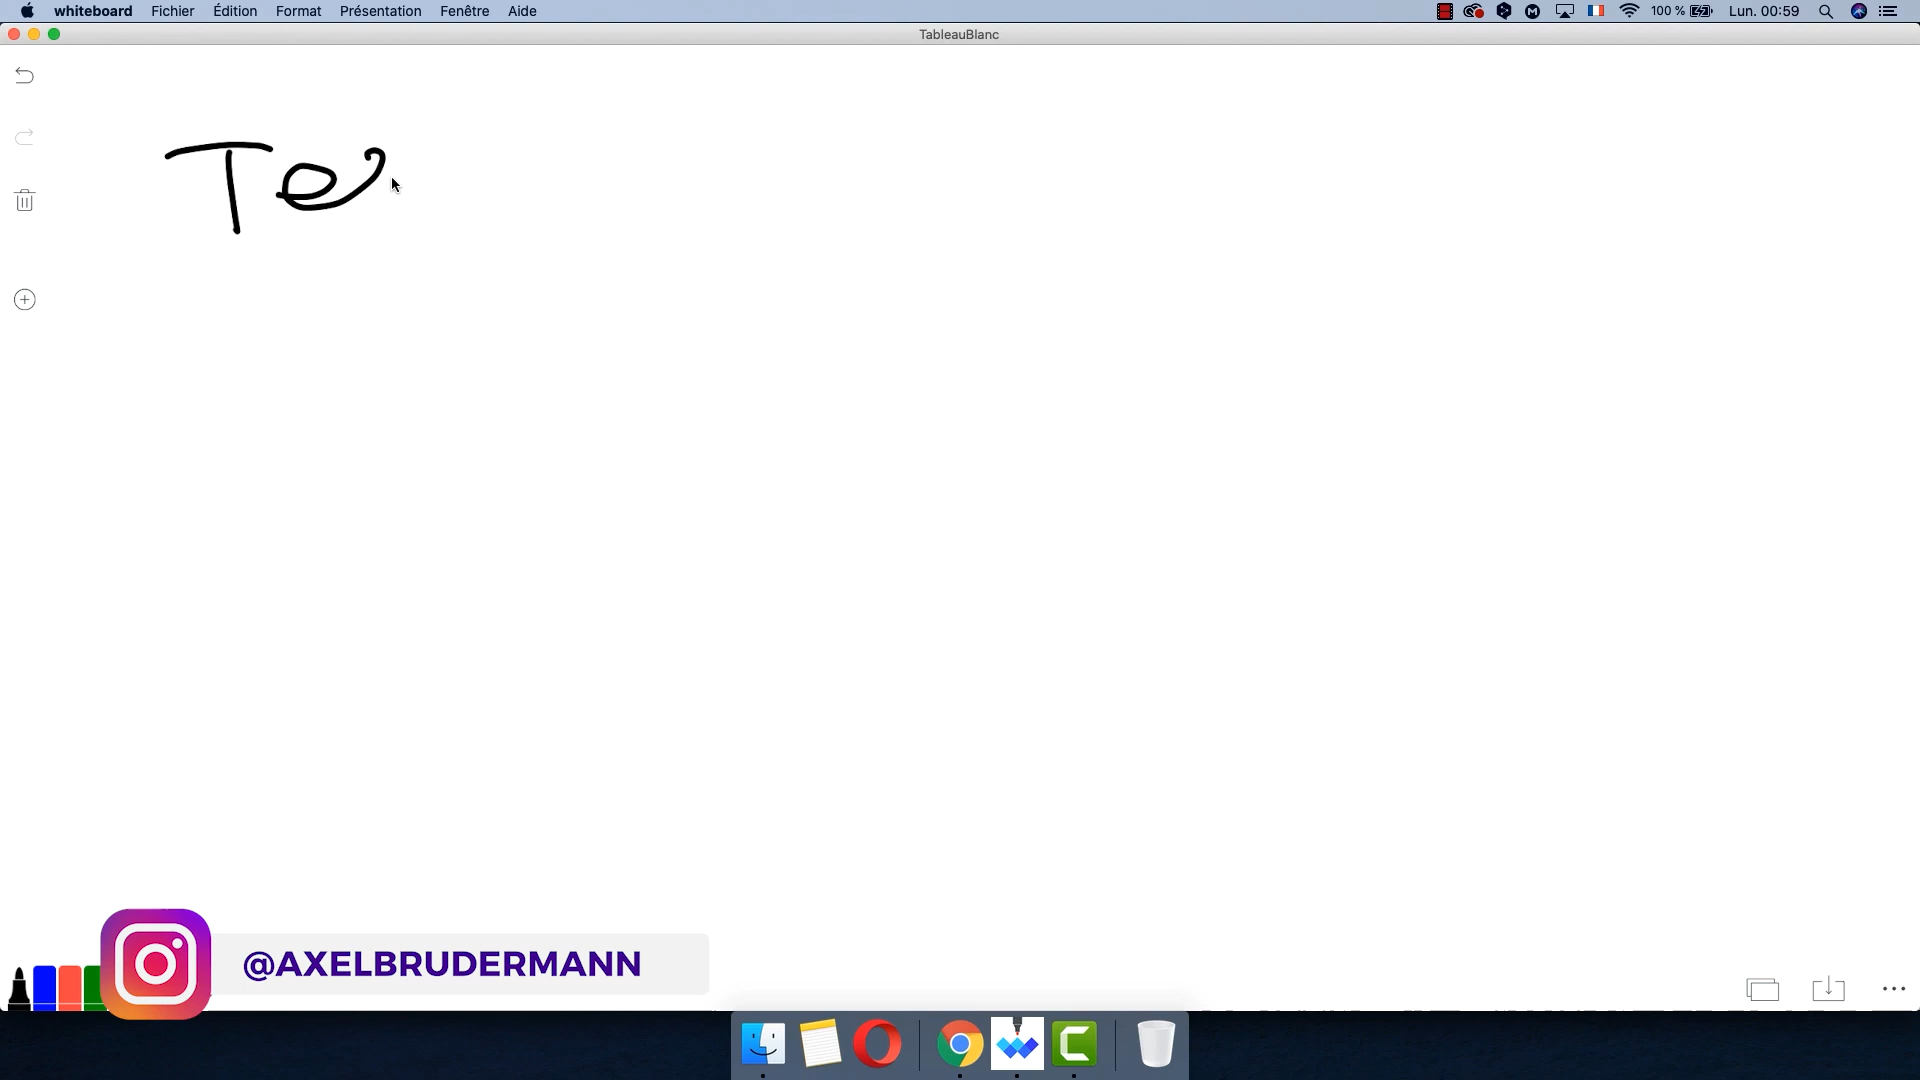 whiteboard Fichier Édition Format Présentation Fenêtre Aide 100 % Lun. 00:59
TableauBlanc
Te
@AXELBRUDERMANN